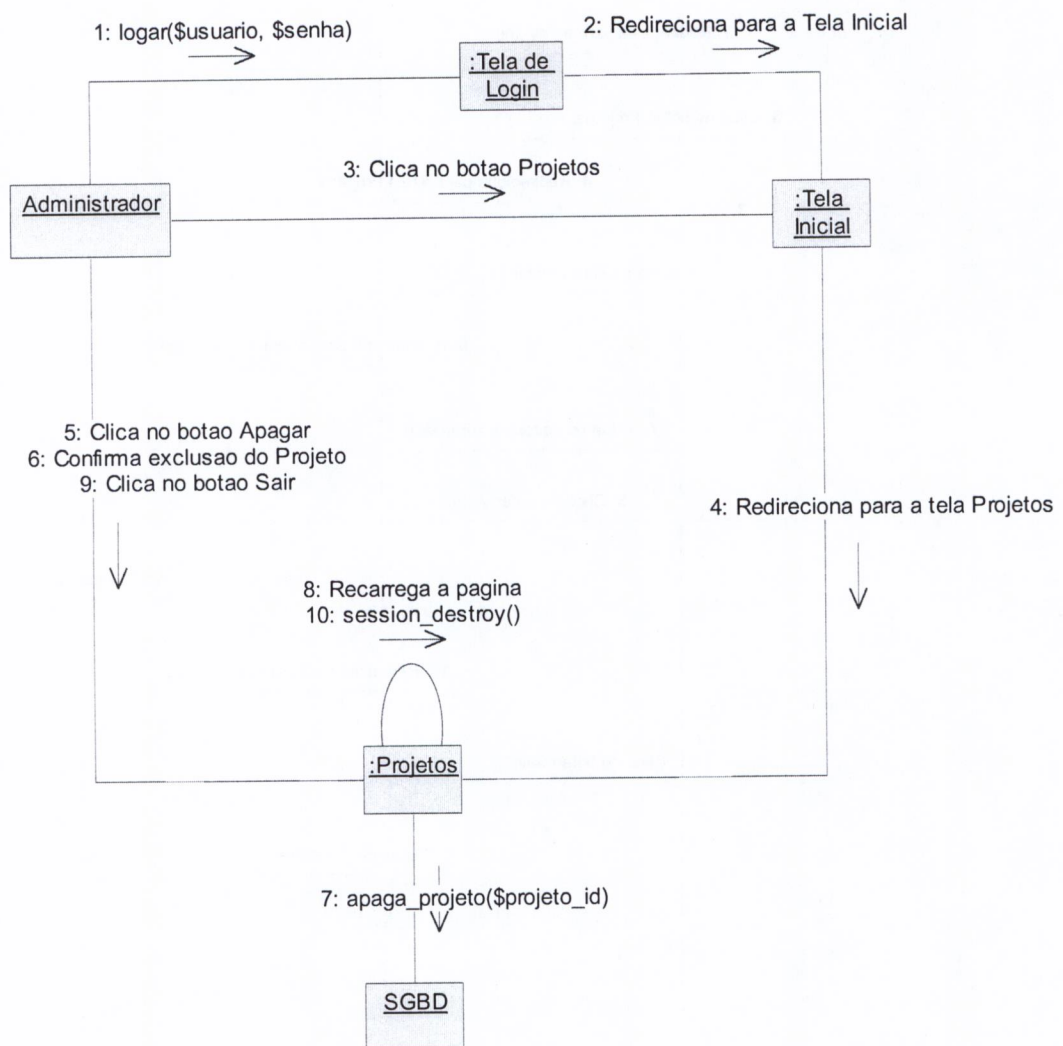 1: logar($usuario, $senha)
2: Redireciona para a Tela Inicial
:Tela de
Login
3: Clica no botao Projetos
Administrador
:Tela
Inicial
5: Clica no botao Apagar
6: Confirma exclusao do Projeto
9: Clica no botao Sair
4: Redireciona para a tela Projetos
8: Recarrega a pagina
10: session_destroy()
:Projetos
7: apaga_projeto($projeto_id)
SGBD